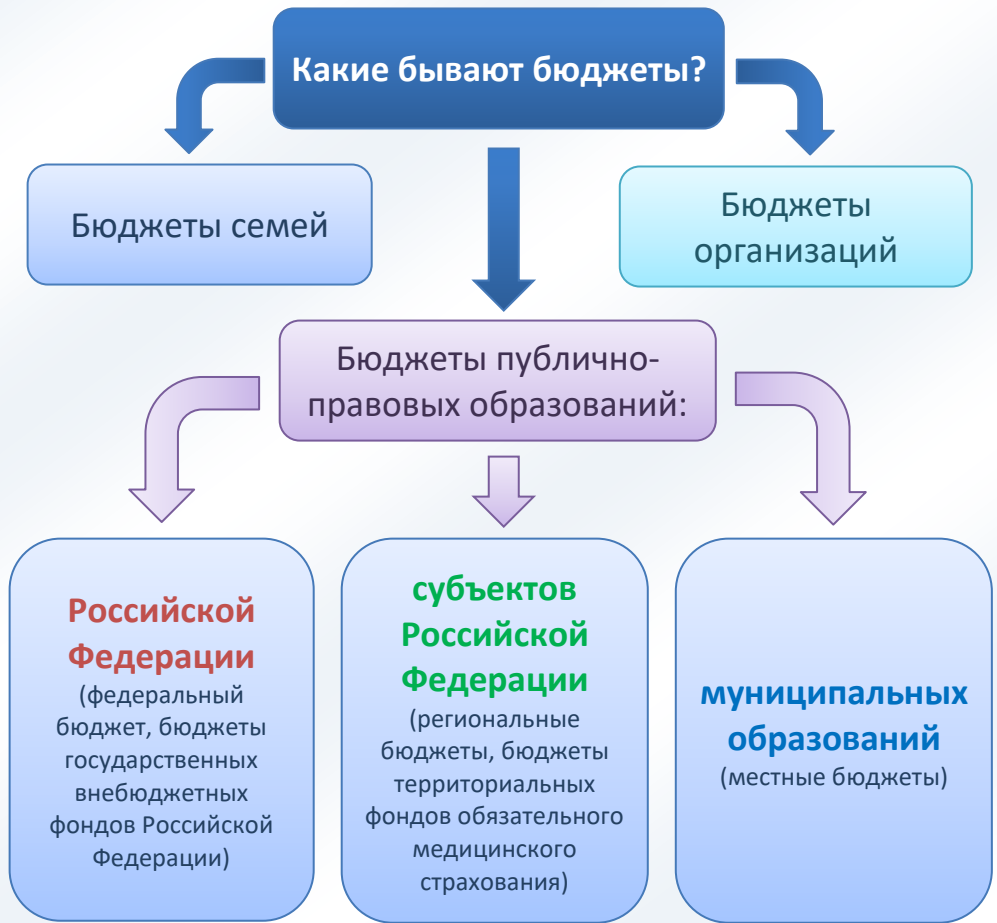 Какие бывают бюджеты?
Бюджеты семей
Бюджеты
организаций
Бюджеты публично-
правовых образований:
Российской
Федерации
(федеральный
бюджет, бюджеты
государственных
внебюджетных
фондов Российской
Федерации)
субъектов
Российской
Федерации
(региональные
бюджеты, бюджеты
территориальных
фондов обязательного
медицинского
страхования)
муниципальных
образований
(местные бюджеты)